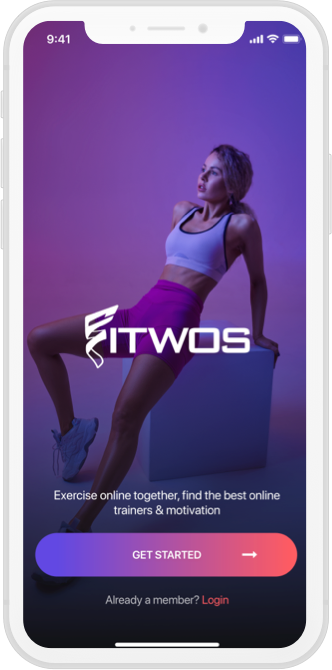 9:41
FITWOS
Exercise online together, find the best online
trainers & motivation
GET STARTED
Already a member? Login